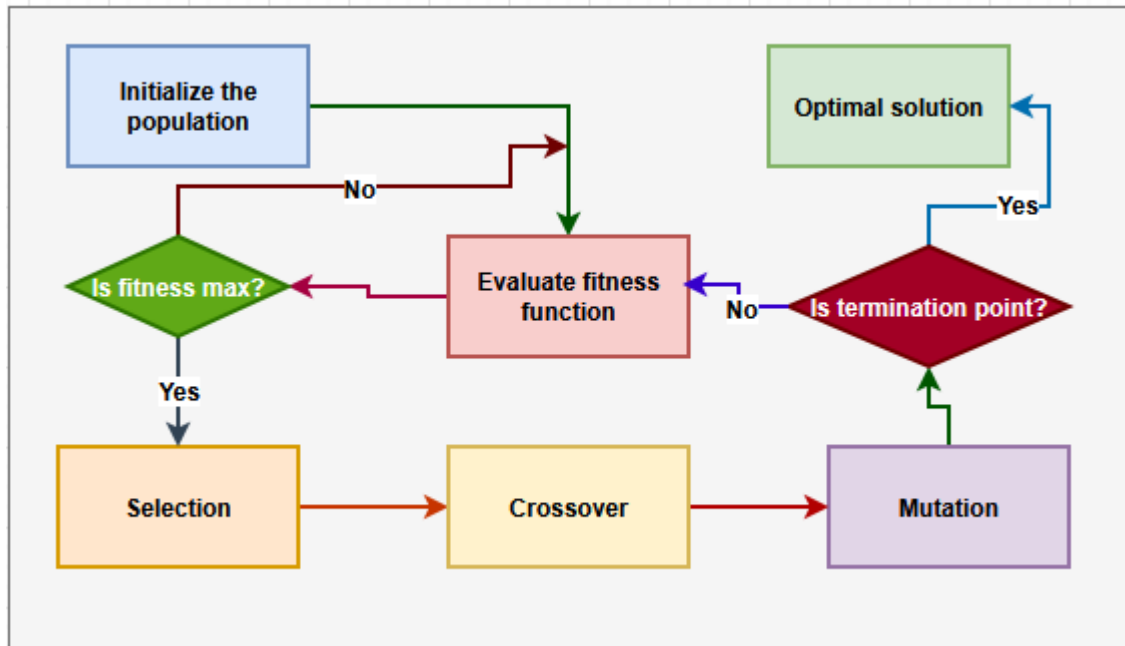 Initialize the
population
Optimal solution
No
Yes
Is fitness max?
Evaluate fitness
function
No
Is termination point?
Yes
Selection
Crossover
Mutation